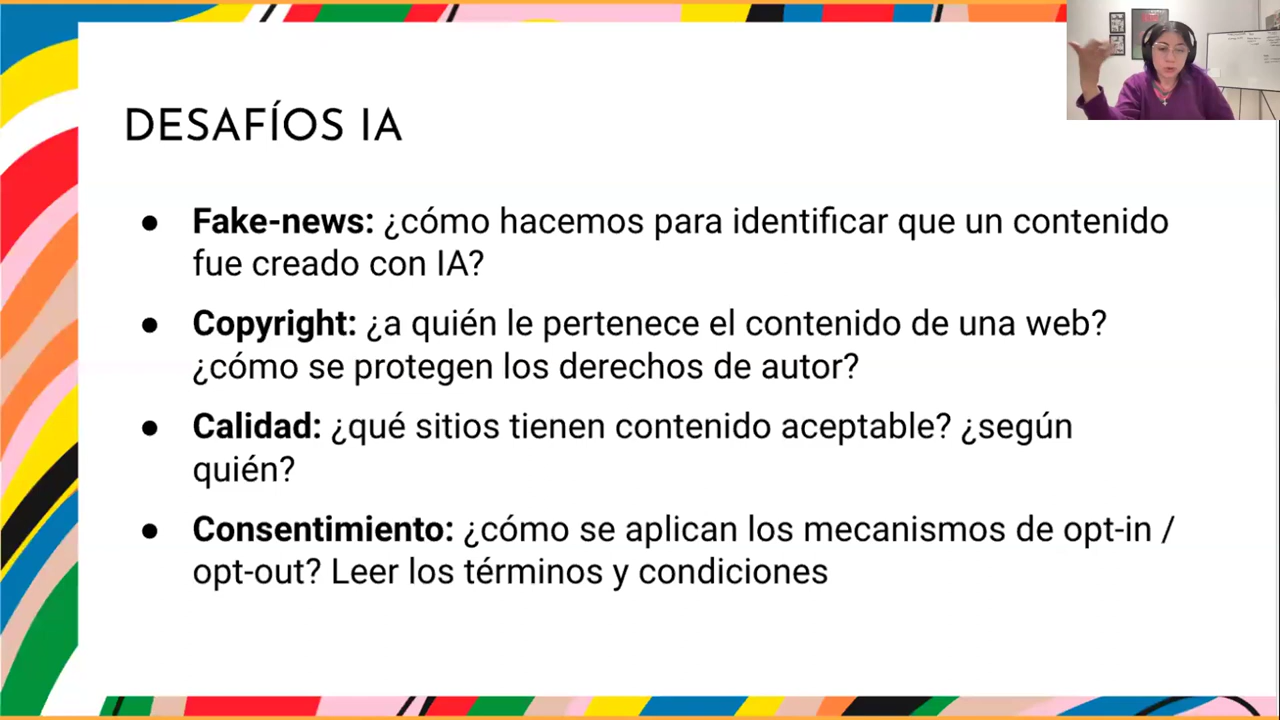 DESAFÍOS IA
● Fake-news: ¿cómo hacemos para identificar que un contenido
fue creado con IA?
● Copyright: ¿a quién le pertenece el contenido de una web?
¿cómo se protegen los derechos de autor?
● Calidad: ¿qué sitios tienen contenido aceptable? ¿según
quién?
● Consentimiento: ¿cómo se aplican los mecanismos de opt-in /
opt-out? Leer los términos y condiciones